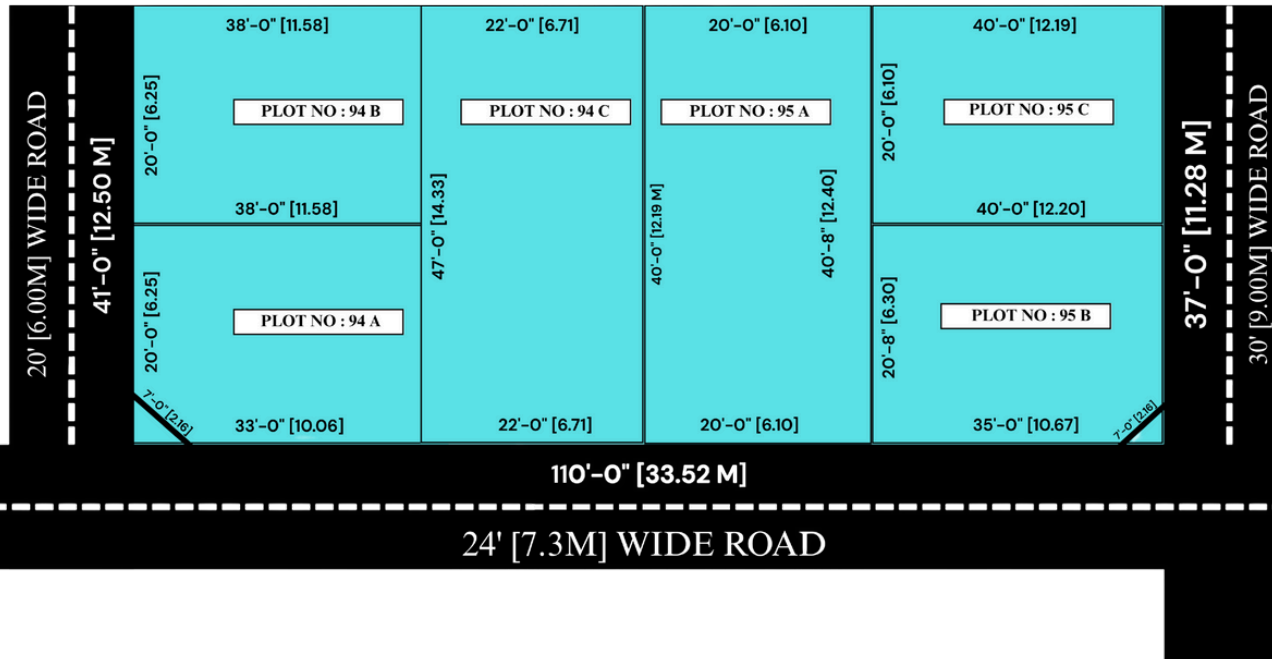 38'-0" [11.58]
22'-0" [6.71]
20'-0" [6.10]
40'-0" [12.19]
20'-0" [6.25]
PLOT NO : 94 B
PLOT NO : 94 C
PLOT NO : 95 A
20'-0" [6.10]
PLOT NO : 95 C
38'-0" [11.58]
40'-0" [12.20]
20' [6.00M] WIDE ROAD
41'-0" [12.50 M]
47'-0" [14.33]
40'-0" [12.19 M]
40'-8" [12.40]
37'-0" [11.28 M]
30' [9.00M] WIDE ROAD
20'-0" [6.25]
PLOT NO : 94 A
20'-8" [6.30]
PLOT NO : 95 B
7'-0" [2.16]
33'-0" [10.06]
22'-0" [6.71]
20'-0" [6.10]
35'-0" [10.67]
7'-0" [2.16]
110'-0" [33.52 M]
24' [7.3M] WIDE ROAD